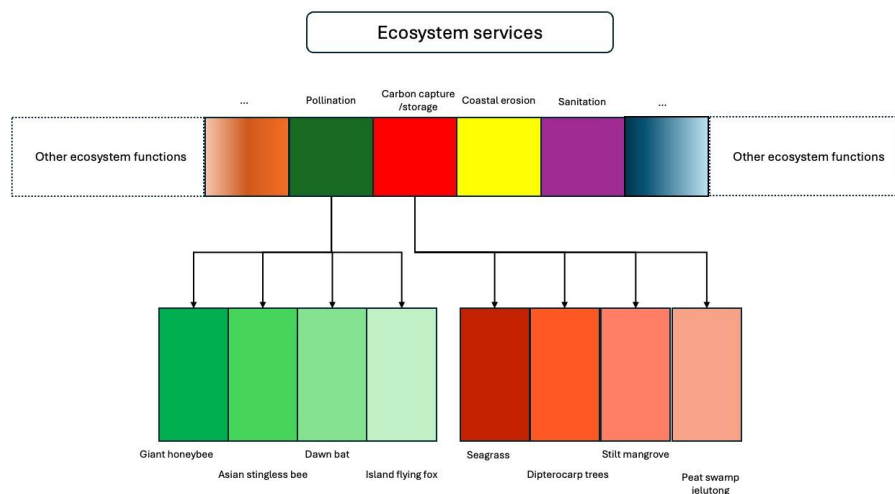 Ecosystem services
...
Pollination
Carbon capture
/storage
Coastal erosion
Sanitation
...
Other ecosystem functions
Other ecosystem functions
Giant honeybee
Asian stingless bee
Dawn bat
Island flying fox
Seagrass
Dipterocarp trees
Stilt mangrove
Peat swamp
jelutong